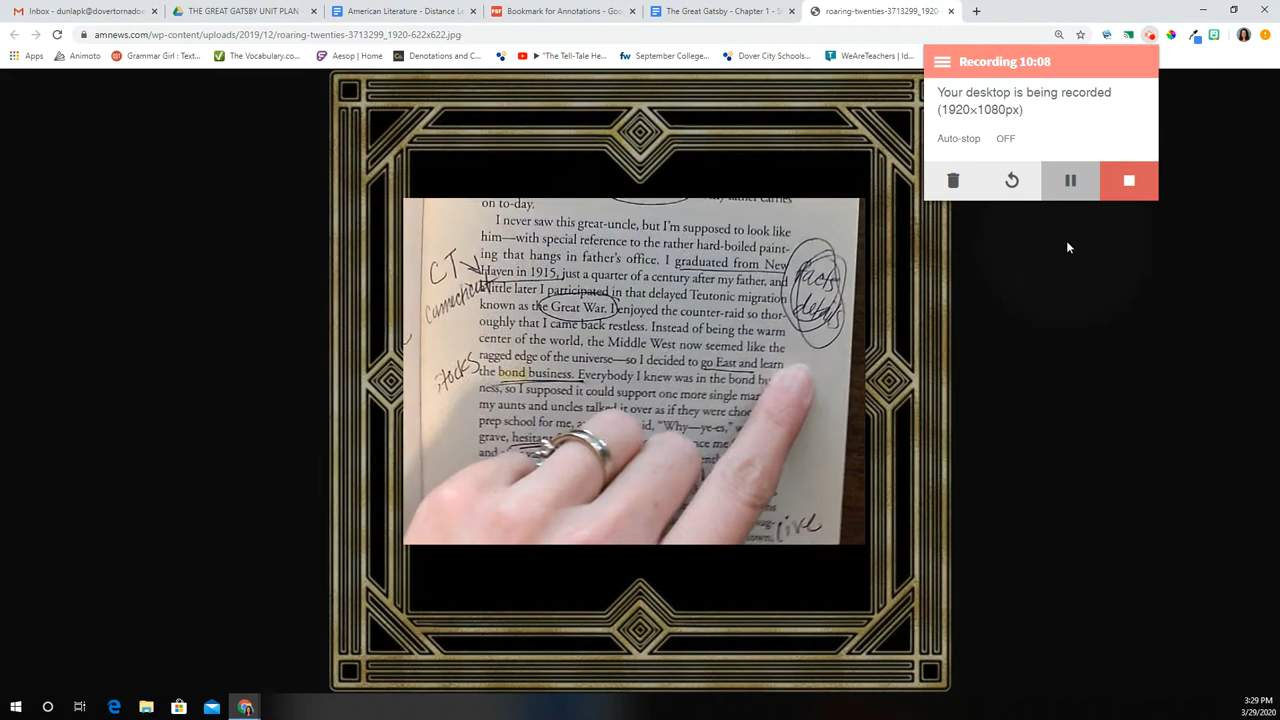 Inbox - dunlapk@dovertornado
THE GREAT GATSBY UNIT PLAN -
American Literature - Distance L
Bookmark for Annotations - Goo
The Great Gatsby - Chapter 1 - S
roaring-twenties-3713299_1920-
amnews.com/wp-content/uploads/2019/12/roaring-twenties-3713299_1920-622x622.jpg
Apps
Animoto
Grammar Girl : Text...
The Vocabulary.co...
Aesop | Home
Denotations and C...
▶ "The Tell-Tale He...
September College...
Dover City Schools...
WeAreTeachers | Id...
Recording 10:08
Your desktop is being recorded
(1920×1080px)
Auto-stop OFF
on to-day.
I never saw this great-uncle, but I'm supposed to look like
him—with special reference to the rather hard-boiled paint-
ing that hangs in father's office. I graduated from New
Haven in 1915, just a quarter of a century after my father, and
little later I participated in that delayed Teutonic migration
known as the Great War. I enjoyed the counter-raid so thor-
oughly that I came back restless. Instead of being the warm
center of the world, the Middle West now seemed like the
ragged edge of the universe—so I decided to go East and learn
the bond business. Everybody I knew was in the bond
ness, so I supposed it could support one more single
my aunts and uncles talked it over as if they were
prep school for me, "Why—ye-es,"
grave,
and
CT
Connecticut
stocks
facts
details
live
3:29 PM
3/29/2020